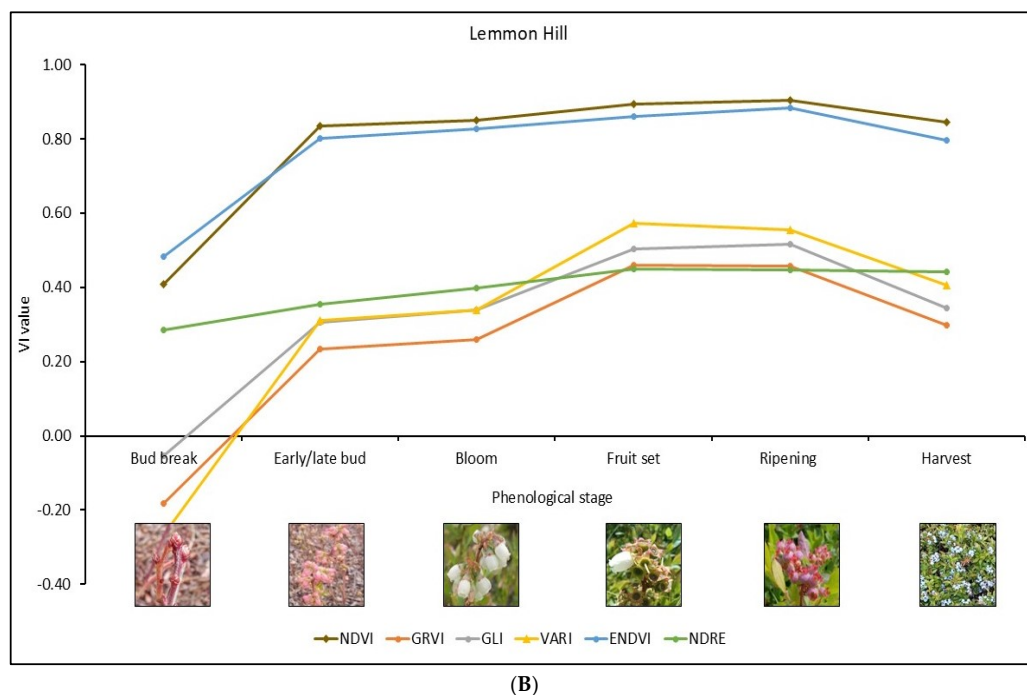 Lemmon Hill
1.00
0.80
0.60
0.40
0.20
0.00
-0.20
-0.40
VI value
Bud break Early/late bud Bloom Fruit set Ripening Harvest
Phenological stage
NDVI GRVI GLI VARI ENDVI NDRE
(B)